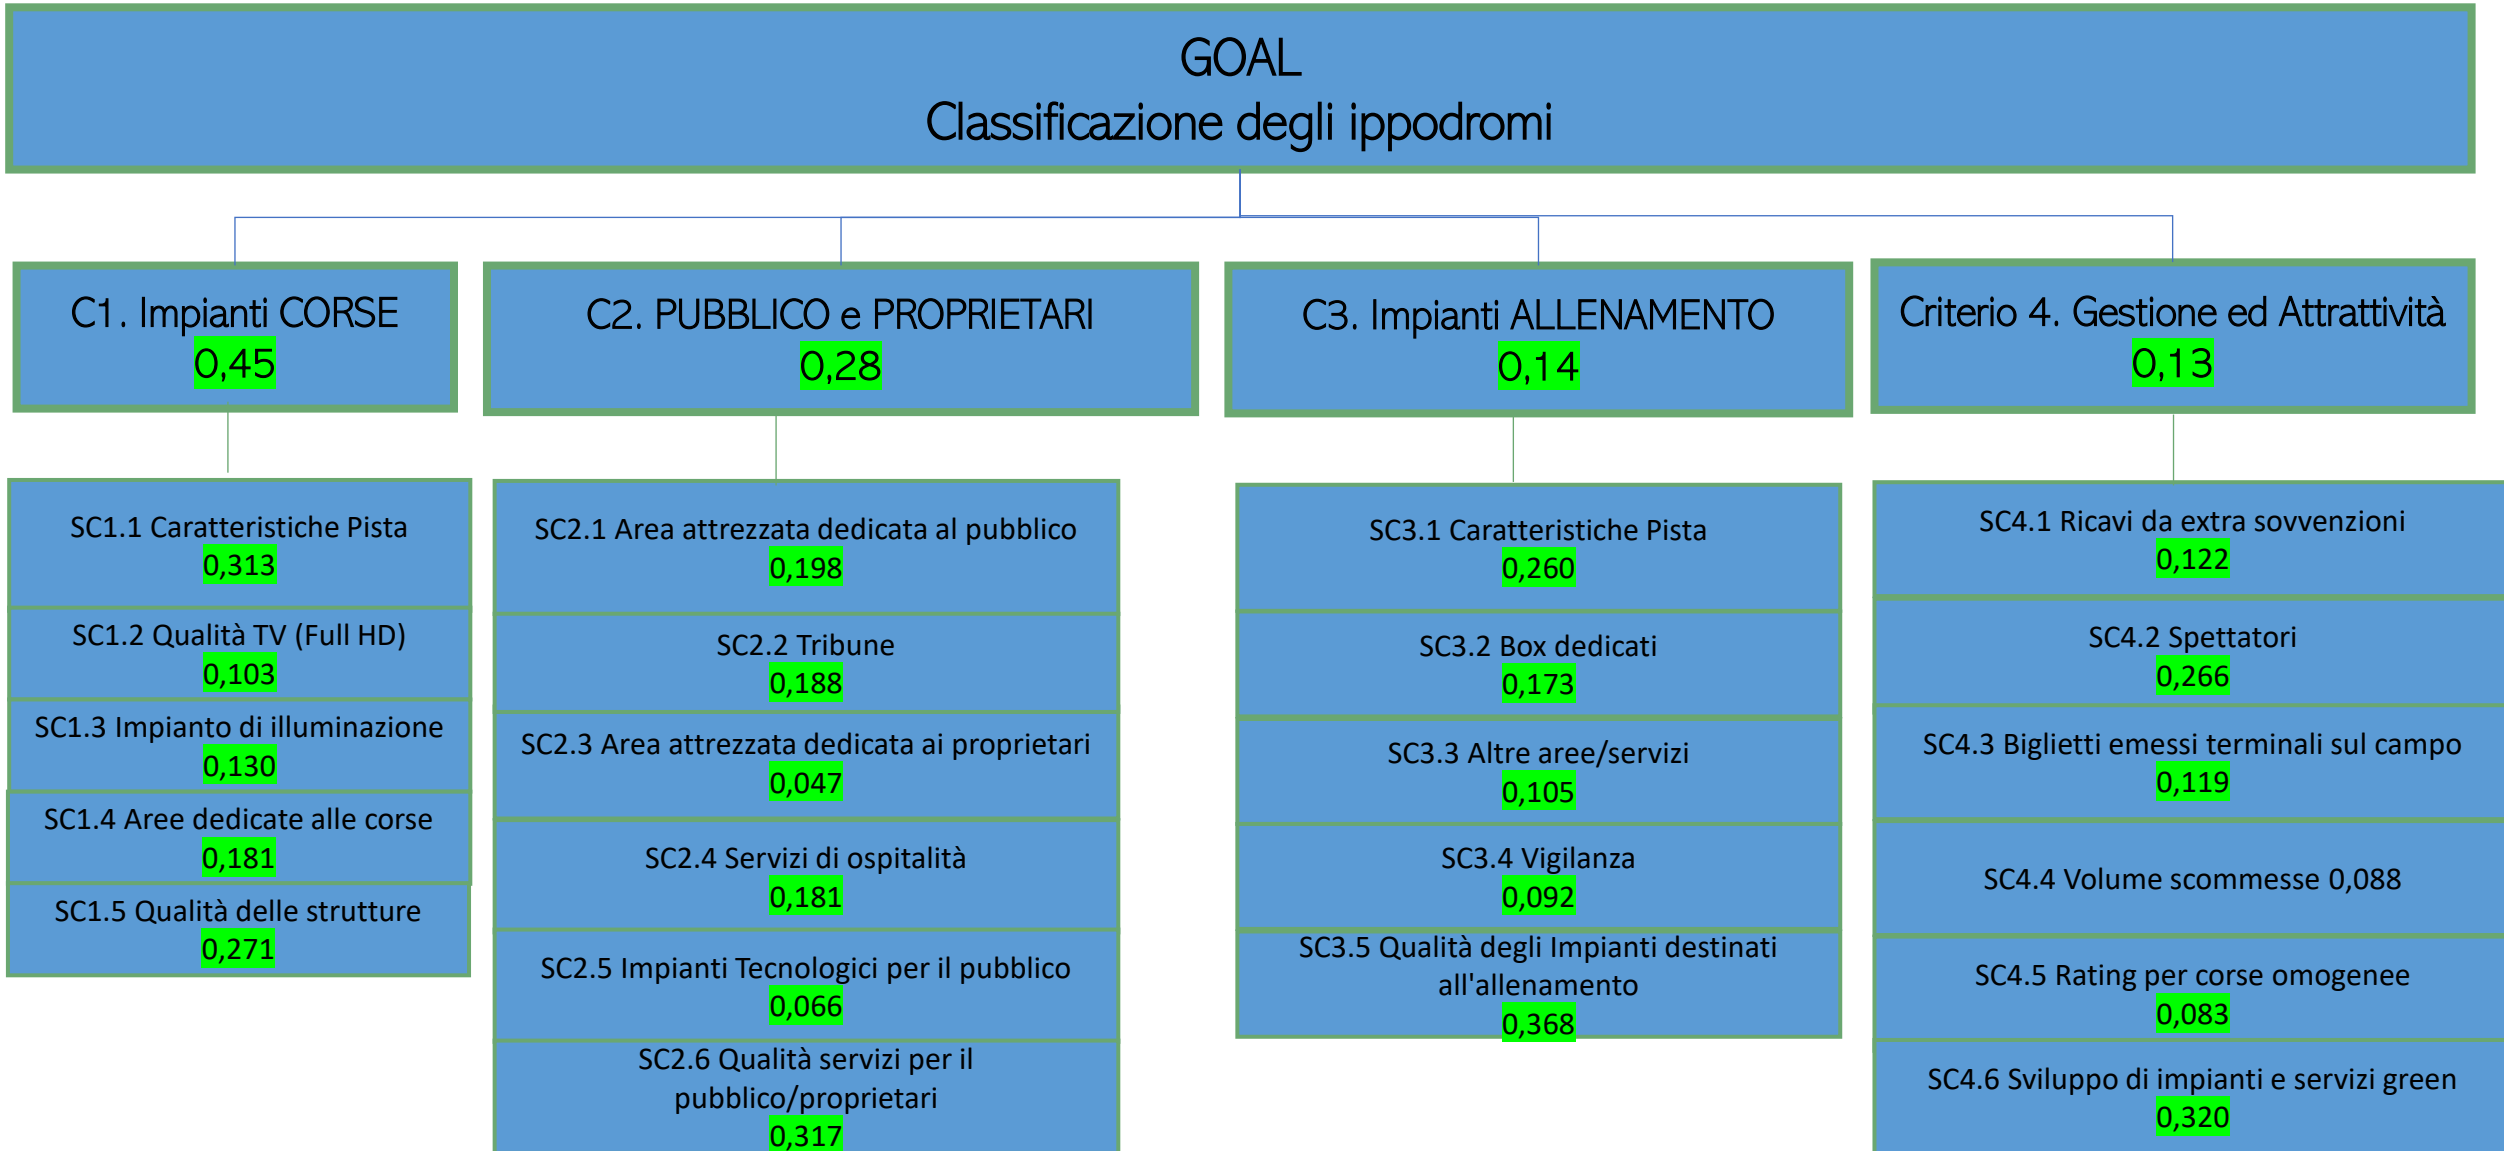 GOAL
Classificazione degli ippodromi
C1. Impianti CORSE
0,45
C2. PUBBLICO e PROPRIETARI
0,28
C3. Impianti ALLENAMENTO
0,14
Criterio 4. Gestione ed Attrattività
0,13
SC1.1 Caratteristiche Pista
0,313
SC1.2 Qualità TV (Full HD)
0,103
SC1.3 Impianto di illuminazione
0,130
SC1.4 Aree dedicate alle corse
0,181
SC1.5 Qualità delle strutture
0,271
SC2.1 Area attrezzata dedicata al pubblico
0,198
SC2.2 Tribune
0,188
SC2.3 Area attrezzata dedicata ai proprietari
0,047
SC2.4 Servizi di ospitalità
0,181
SC2.5 Impianti Tecnologici per il pubblico
0,066
SC2.6 Qualità servizi per il
pubblico/proprietari
0,317
SC3.1 Caratteristiche Pista
0,260
SC3.2 Box dedicati
0,173
SC3.3 Altre aree/servizi
0,105
SC3.4 Vigilanza
0,092
SC3.5 Qualità degli Impianti destinati
all'allenamento
0,368
SC4.1 Ricavi da extra sovvenzioni
0,122
SC4.2 Spettatori
0,266
SC4.3 Biglietti emessi terminali sul campo
0,119
SC4.4 Volume scommesse 0,088
SC4.5 Rating per corse omogenee
0,083
SC4.6 Sviluppo di impianti e servizi green
0,320